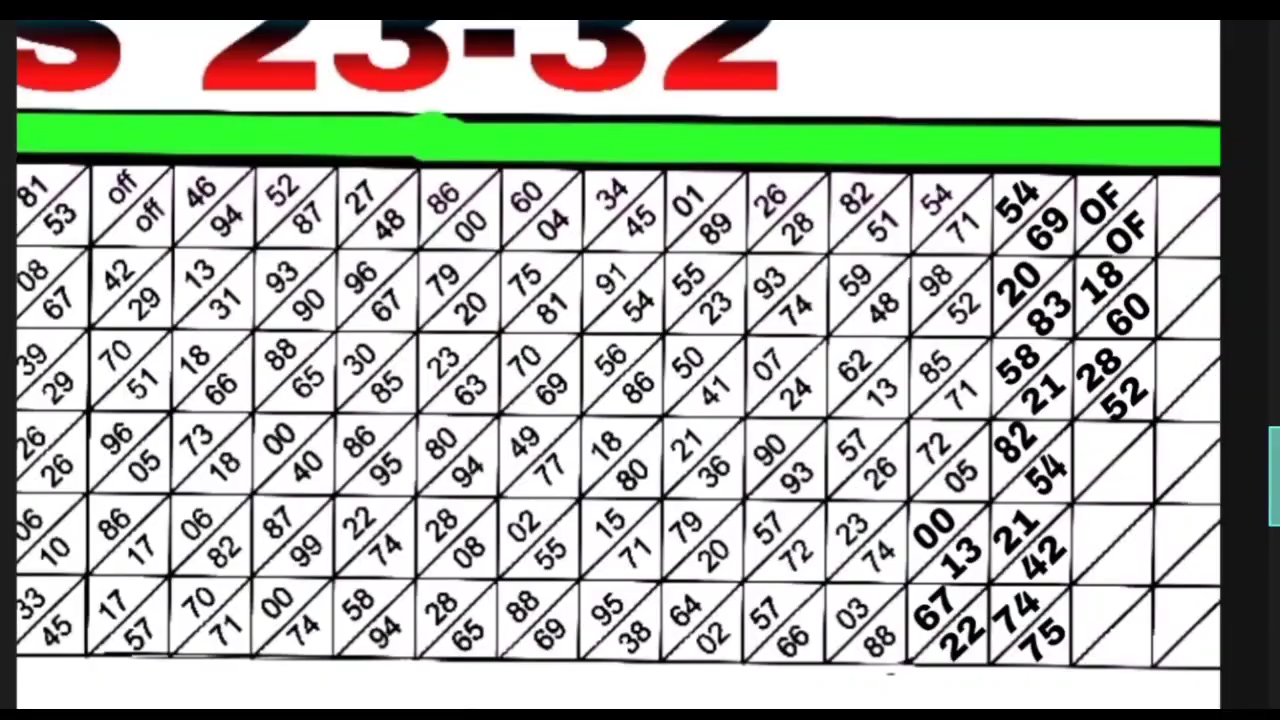 s 23-32
81 53 off off 46 94 52 87 27 48 86 00 60 04 34 45 01 89 26 28 82 51 54 71 54 69 OF OF
08 67 42 29 13 31 93 90 96 67 79 20 75 81 91 54 55 23 93 74 59 48 98 52 20 83 18 60
39 29 70 51 18 66 88 65 30 85 23 63 70 69 56 86 50 41 07 24 62 13 85 71 58 21 28 52
26 26 96 05 73 18 00 40 86 95 80 94 49 77 18 80 21 36 90 93 57 26 72 05 82 54
06 10 86 17 06 82 87 99 22 74 28 08 02 55 15 71 79 20 57 72 23 74 00 13 21 42
33 45 17 57 70 71 00 74 58 94 28 65 88 69 95 38 64 02 57 66 03 88 67 22 74 75